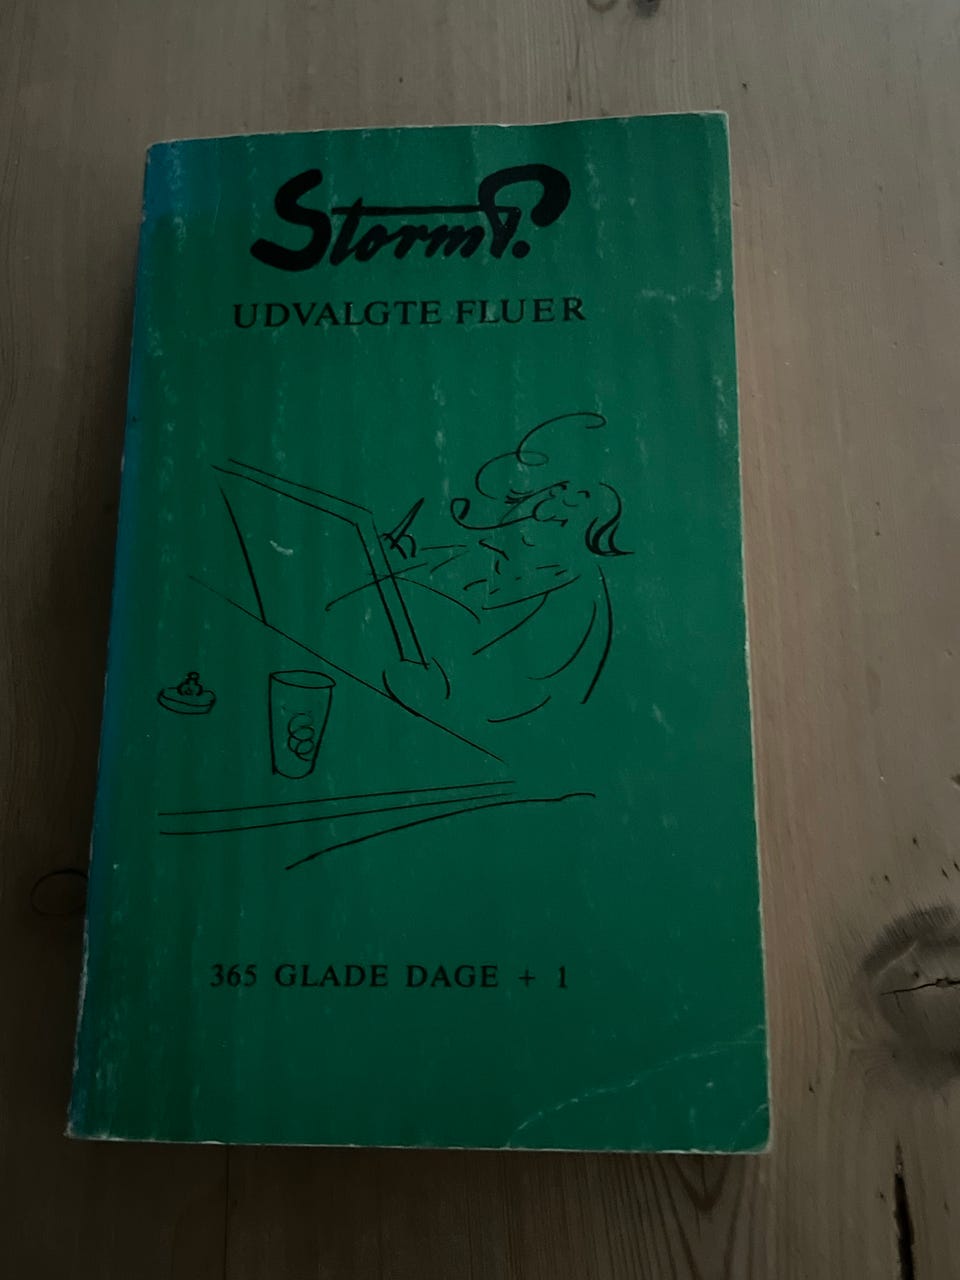 Storm P.
UDVALGTE FLUER
365 GLADE DAGE + 1